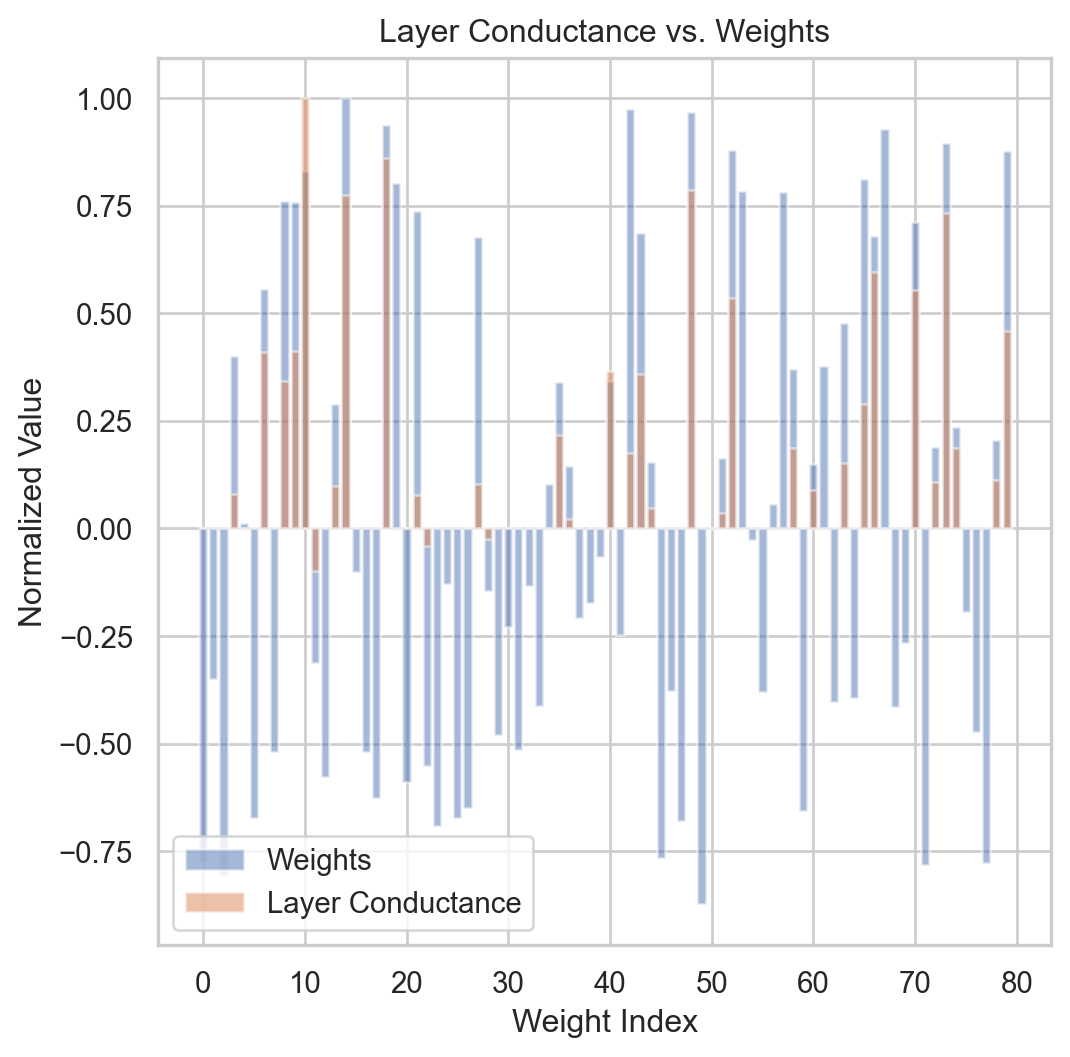 Layer Conductance vs. Weights
1.00
0.75
0.50
0.25
0.00
−0.25
−0.50
−0.75
Normalized Value
Weights
Layer Conductance
0 10 20 30 40 50 60 70 80
Weight Index